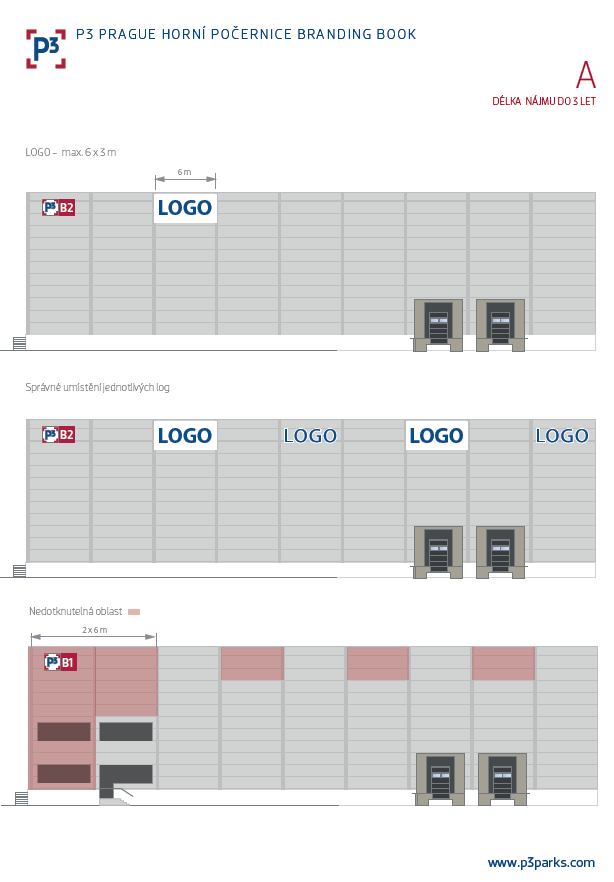 P3 PRAGUE HORNÍ POČERNICE BRANDING BOOK
P3
A
DÉLKA NÁJMU DO 3 LET
LOGO – max. 6 x 3 m
6 m
P3 B2
LOGO
Správné umístění jednotlivých log
P3 B2
LOGO
LOGO
LOGO
LOGO
Nedotknutelná oblast
2 x 6 m
P3 B1
www.p3parks.com